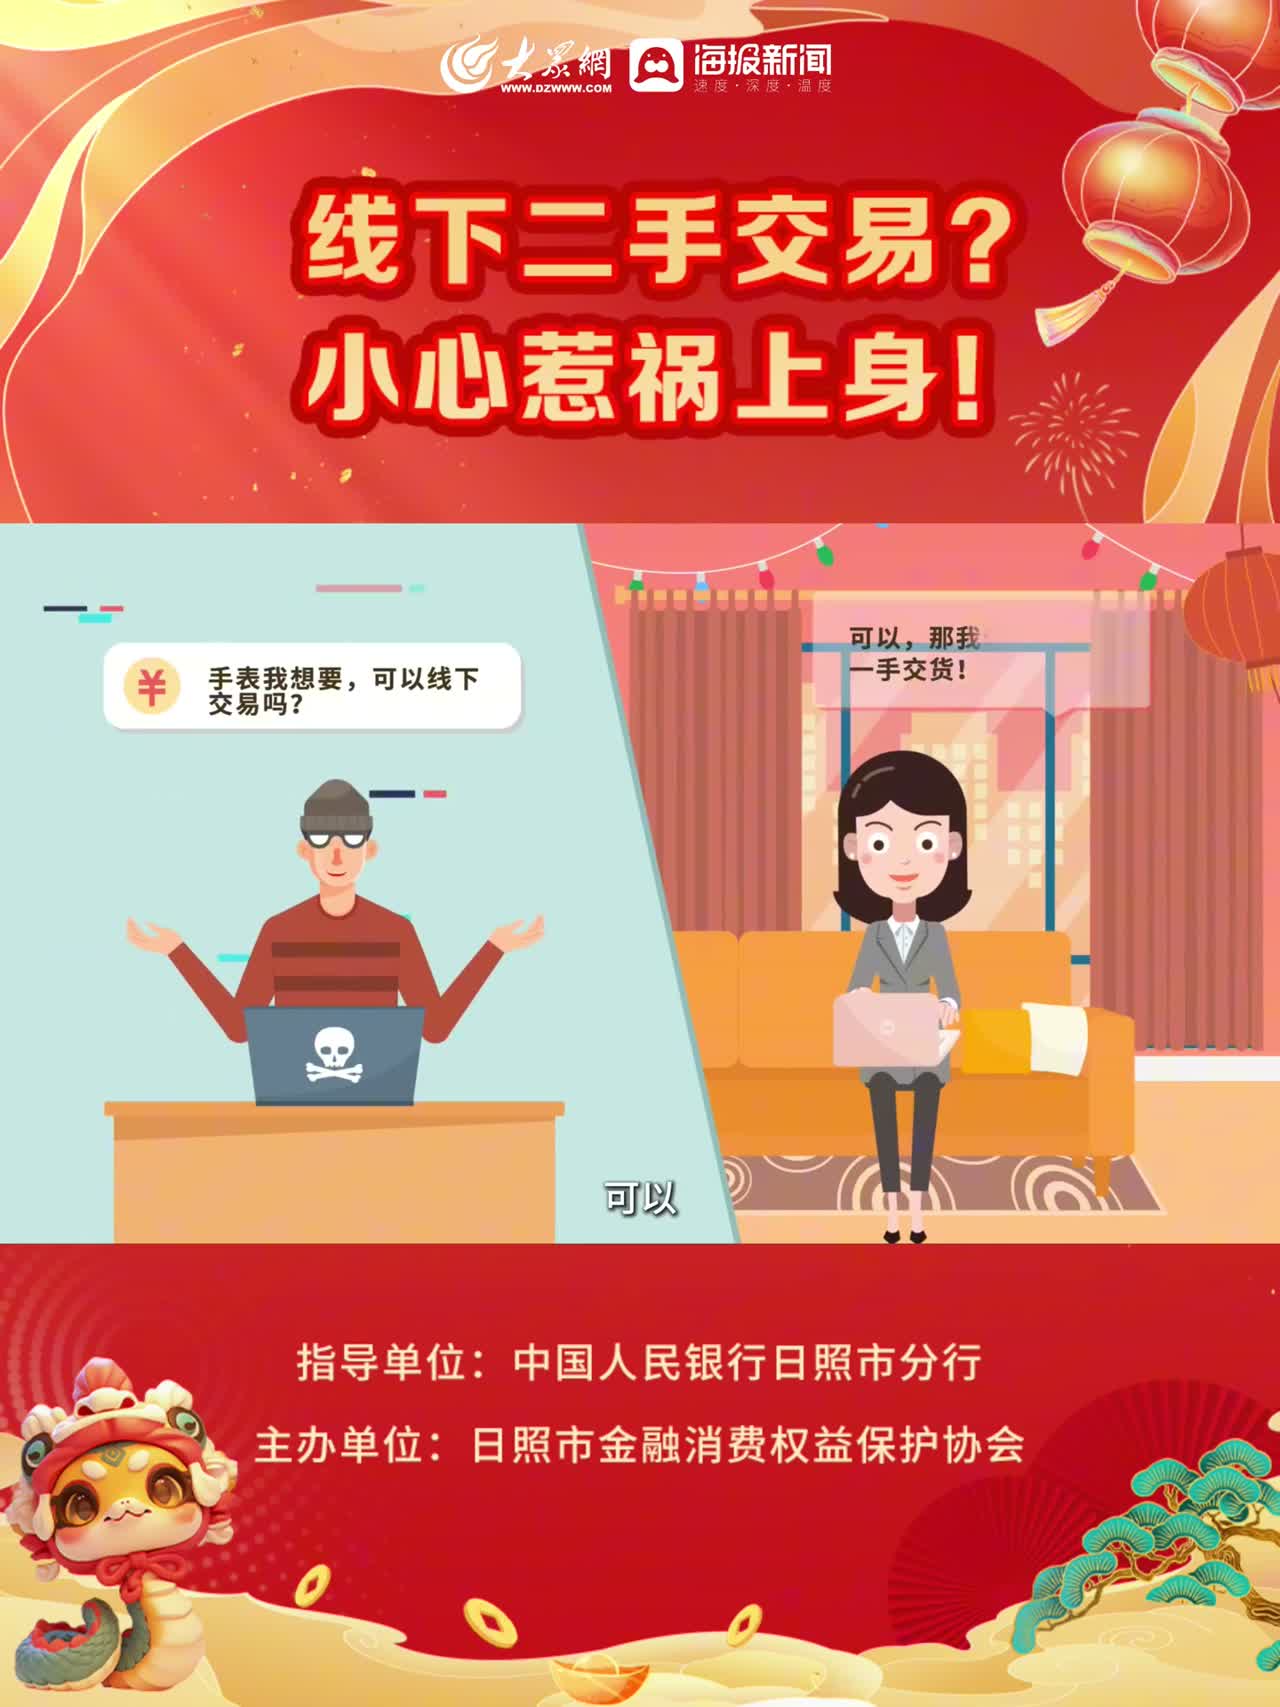 大众網
WWW.DZWWW.COM
海报新闻
速度·深度·温度
线下二手交易？
小心惹祸上身！
¥
手表我想要，可以线下
交易吗？
可以，那我
一手交货！
可以
指导单位：中国人民银行日照市分行
主办单位：日照市金融消费权益保护协会